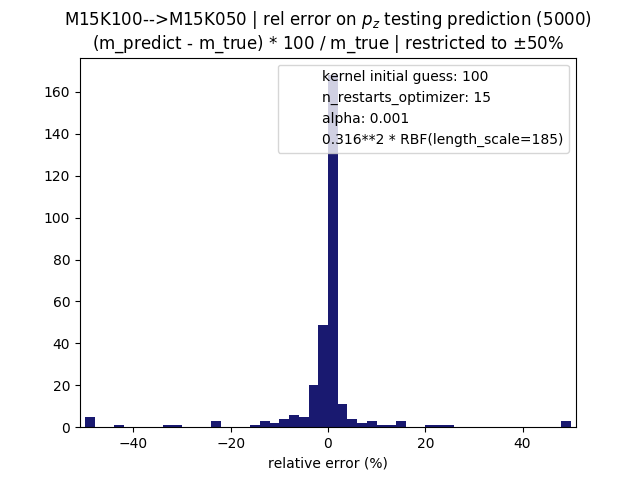 M15K100-->M15K050 | rel error on p_z testing prediction (5000)
(m_predict - m_true) * 100 / m_true | restricted to ±50%
kernel initial guess: 100
n_restarts_optimizer: 15
alpha: 0.001
0.316**2 * RBF(length_scale=185)
160
140
120
100
80
60
40
20
0
−40 −20 0 20 40
relative error (%)